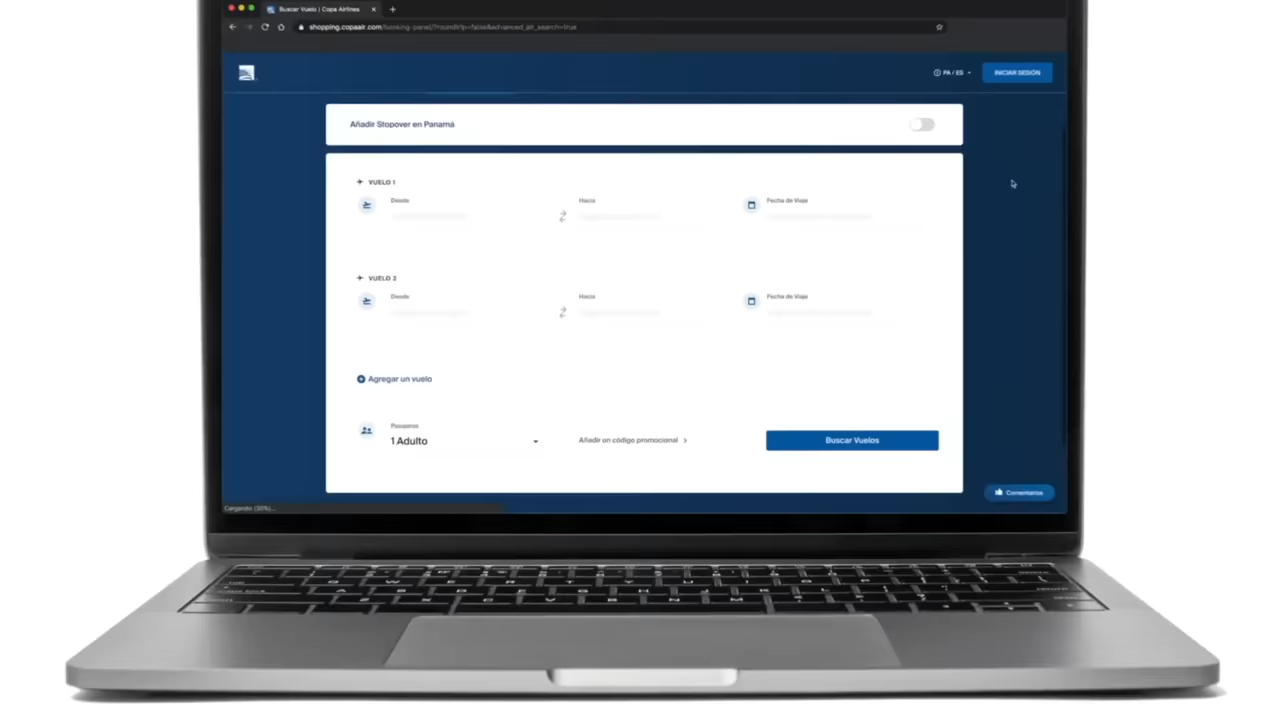 Buscar Vuelo | Copa Airlines
shopping.copaair.com/booking-panel/?roundtrip=false&advanced_air_search=true
PA / ES
INICIAR SESIÓN
Añadir Stopover en Panamá
VUELO 1
Desde
Hacia
Fecha de Viaje
VUELO 2
Desde
Hacia
Fecha de Viaje
Agregar un vuelo
Pasajeros
1 Adulto
Añadir un código promocional
Buscar Vuelos
Comentarios
Cargando (30%)...